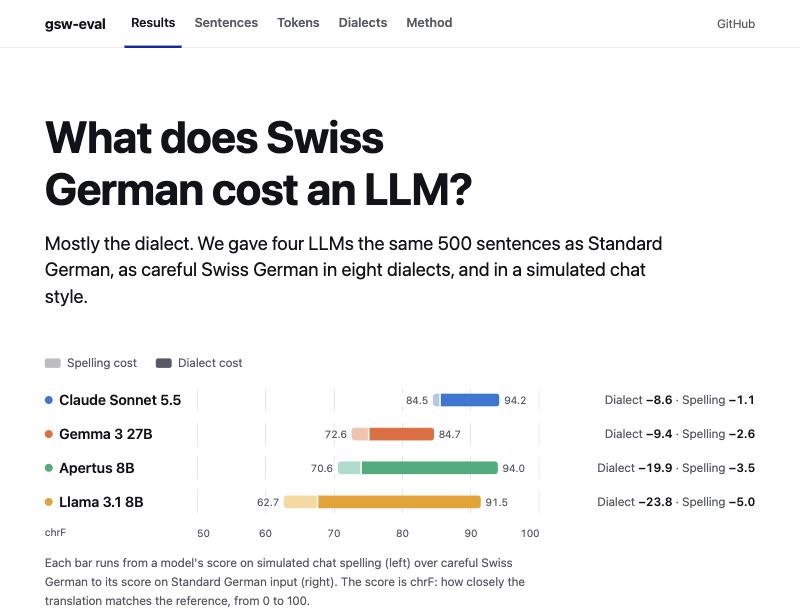 gsw-eval Results Sentences Tokens Dialects Method GitHub
What does Swiss
German cost an LLM?
Mostly the dialect. We gave four LLMs the same 500 sentences as Standard
German, as careful Swiss German in eight dialects, and in a simulated chat
style.
Spelling cost Dialect cost
Claude Sonnet 5.5 84.5 94.2 Dialect −8.6 · Spelling −1.1
Gemma 3 27B 72.6 84.7 Dialect −9.4 · Spelling −2.6
Apertus 8B 70.6 94.0 Dialect −19.9 · Spelling −3.5
Llama 3.1 8B 62.7 91.5 Dialect −23.8 · Spelling −5.0
chrF 50 60 70 80 90 100
Each bar runs from a model's score on simulated chat spelling (left) over careful Swiss
German to its score on Standard German input (right). The score is chrF: how closely the
translation matches the reference, from 0 to 100.